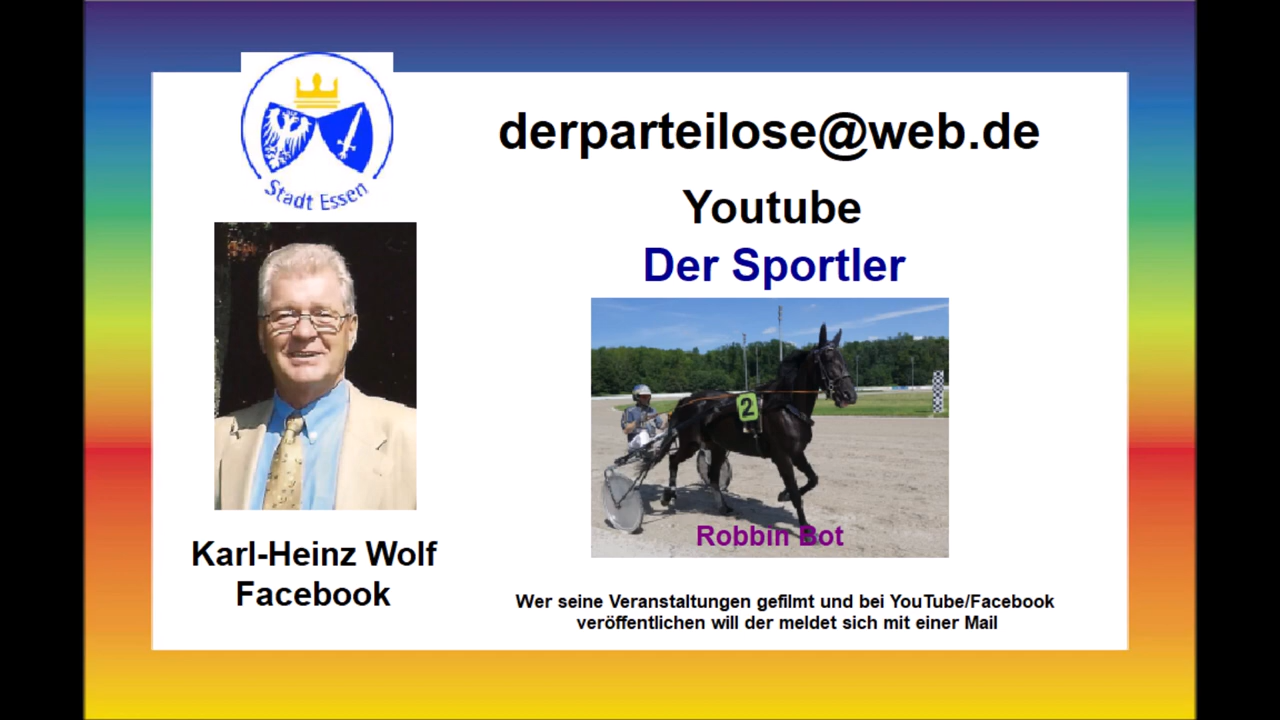 Stadt Essen
derparteilose@web.de
Youtube
Der Sportler
2
Robbin Bot
Karl-Heinz Wolf
Facebook
Wer seine Veranstaltungen gefilmt und bei YouTube/Facebook
veröffentlichen will der meldet sich mit einer Mail